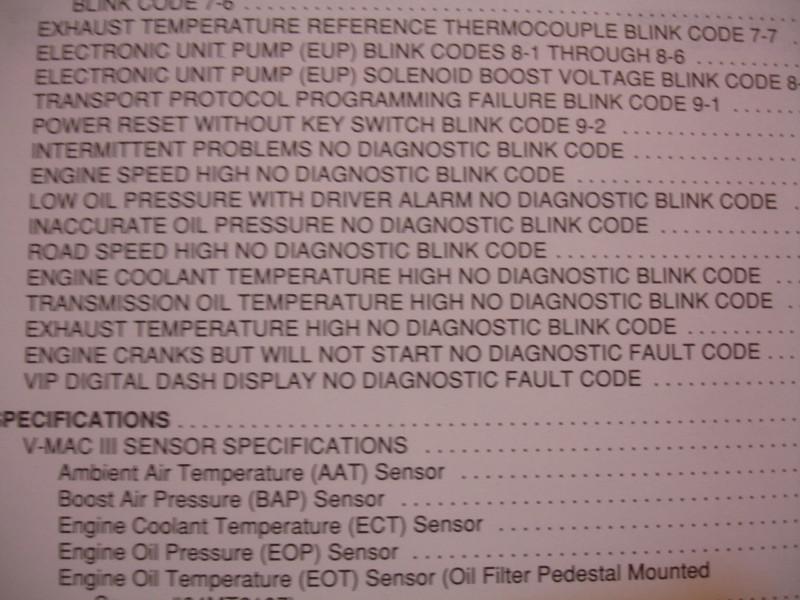 BLINK CODE 7-6
EXHAUST TEMPERATURE REFERENCE THERMOCOUPLE BLINK CODE 7-7
ELECTRONIC UNIT PUMP (EUP) BLINK CODES 8-1 THROUGH 8-6 . . . . . . . . .
ELECTRONIC UNIT PUMP (EUP) SOLENOID BOOST VOLTAGE BLINK CODE 8-
TRANSPORT PROTOCOL PROGRAMMING FAILURE BLINK CODE 9-1 . . . . . .
POWER RESET WITHOUT KEY SWITCH BLINK CODE 9-2 . . . . . . . . . . . . . .
INTERMITTENT PROBLEMS NO DIAGNOSTIC BLINK CODE . . . . . . . . . . . . .
ENGINE SPEED HIGH NO DIAGNOSTIC BLINK CODE . . . . . . . . . . . . . . . .
LOW OIL PRESSURE WITH DRIVER ALARM NO DIAGNOSTIC BLINK CODE .
INACCURATE OIL PRESSURE NO DIAGNOSTIC BLINK CODE . . . . . . . . . . .
ROAD SPEED HIGH NO DIAGNOSTIC BLINK CODE . . . . . . . . . . . . . . . . . .
ENGINE COOLANT TEMPERATURE HIGH NO DIAGNOSTIC BLINK CODE . . .
TRANSMISSION OIL TEMPERATURE HIGH NO DIAGNOSTIC BLINK CODE . .
EXHAUST TEMPERATURE HIGH NO DIAGNOSTIC BLINK CODE . . . . . . . . .
ENGINE CRANKS BUT WILL NOT START NO DIAGNOSTIC FAULT CODE . . .
VIP DIGITAL DASH DISPLAY NO DIAGNOSTIC FAULT CODE . . . . . . . . . . .
SPECIFICATIONS . . . . . . . . . . . . . . . . . . . . . . . . . . . . . . . . . . . . . . . . . . . . .
V-MAC III SENSOR SPECIFICATIONS . . . . . . . . . . . . . . . . . . . . . . . . . . . .
Ambient Air Temperature (AAT) Sensor . . . . . . . . . . . . . . . . . . . . . . . . .
Boost Air Pressure (BAP) Sensor . . . . . . . . . . . . . . . . . . . . . . . . . . . . . .
Engine Coolant Temperature (ECT) Sensor . . . . . . . . . . . . . . . . . . . . . .
Engine Oil Pressure (EOP) Sensor . . . . . . . . . . . . . . . . . . . . . . . . . . . . .
Engine Oil Temperature (EOT) Sensor (Oil Filter Pedestal Mounted